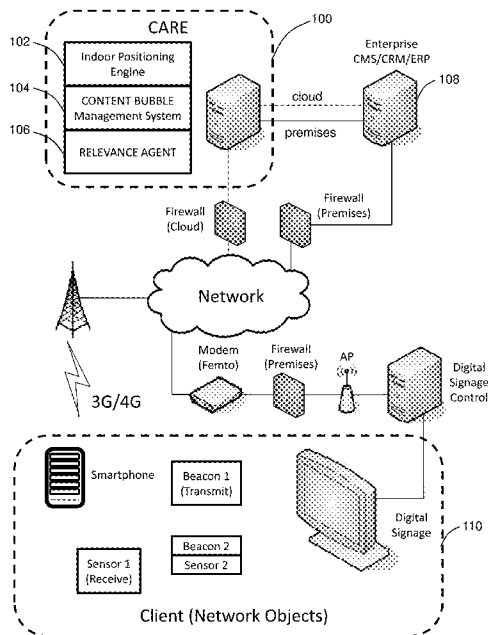 CARE
100
102
Indoor Positioning
Engine
104
CONTENT BUBBLE
Management System
106
RELEVANCE AGENT
Enterprise
CMS/CRM/ERP
108
cloud
premises
Firewall
(Cloud)
Firewall
(Premises)
Network
3G/4G
Modem
(Femto)
Firewall
(Premises)
AP
Digital
Signage
Control
Smartphone
Beacon 1
(Transmit)
Sensor 1
(Receive)
Beacon 2
Sensor 2
Digital
Signage
110
Client (Network Objects)